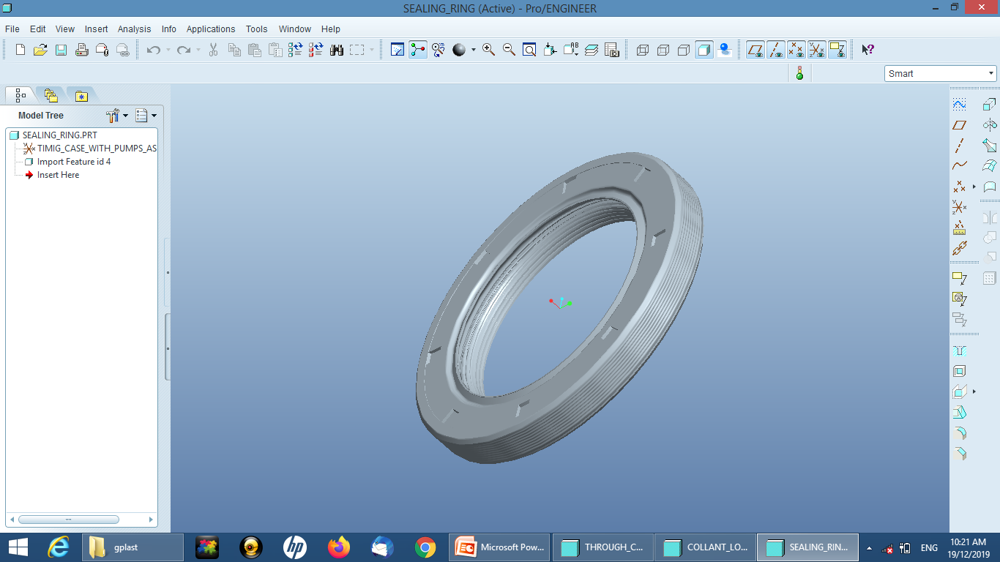 SEALING_RING (Active) - Pro/ENGINEER
File Edit View Insert Analysis Info Applications Tools Window Help
Smart
Model Tree
SEALING_RING.PRT
TIMIG_CASE_WITH_PUMPS_AS
Import Feature id 4
Insert Here
gplast
hp
Microsoft Pow...
THROUGH_C...
COLLANT_LO...
SEALING_RIN...
ENG
10:21 AM
19/12/2019